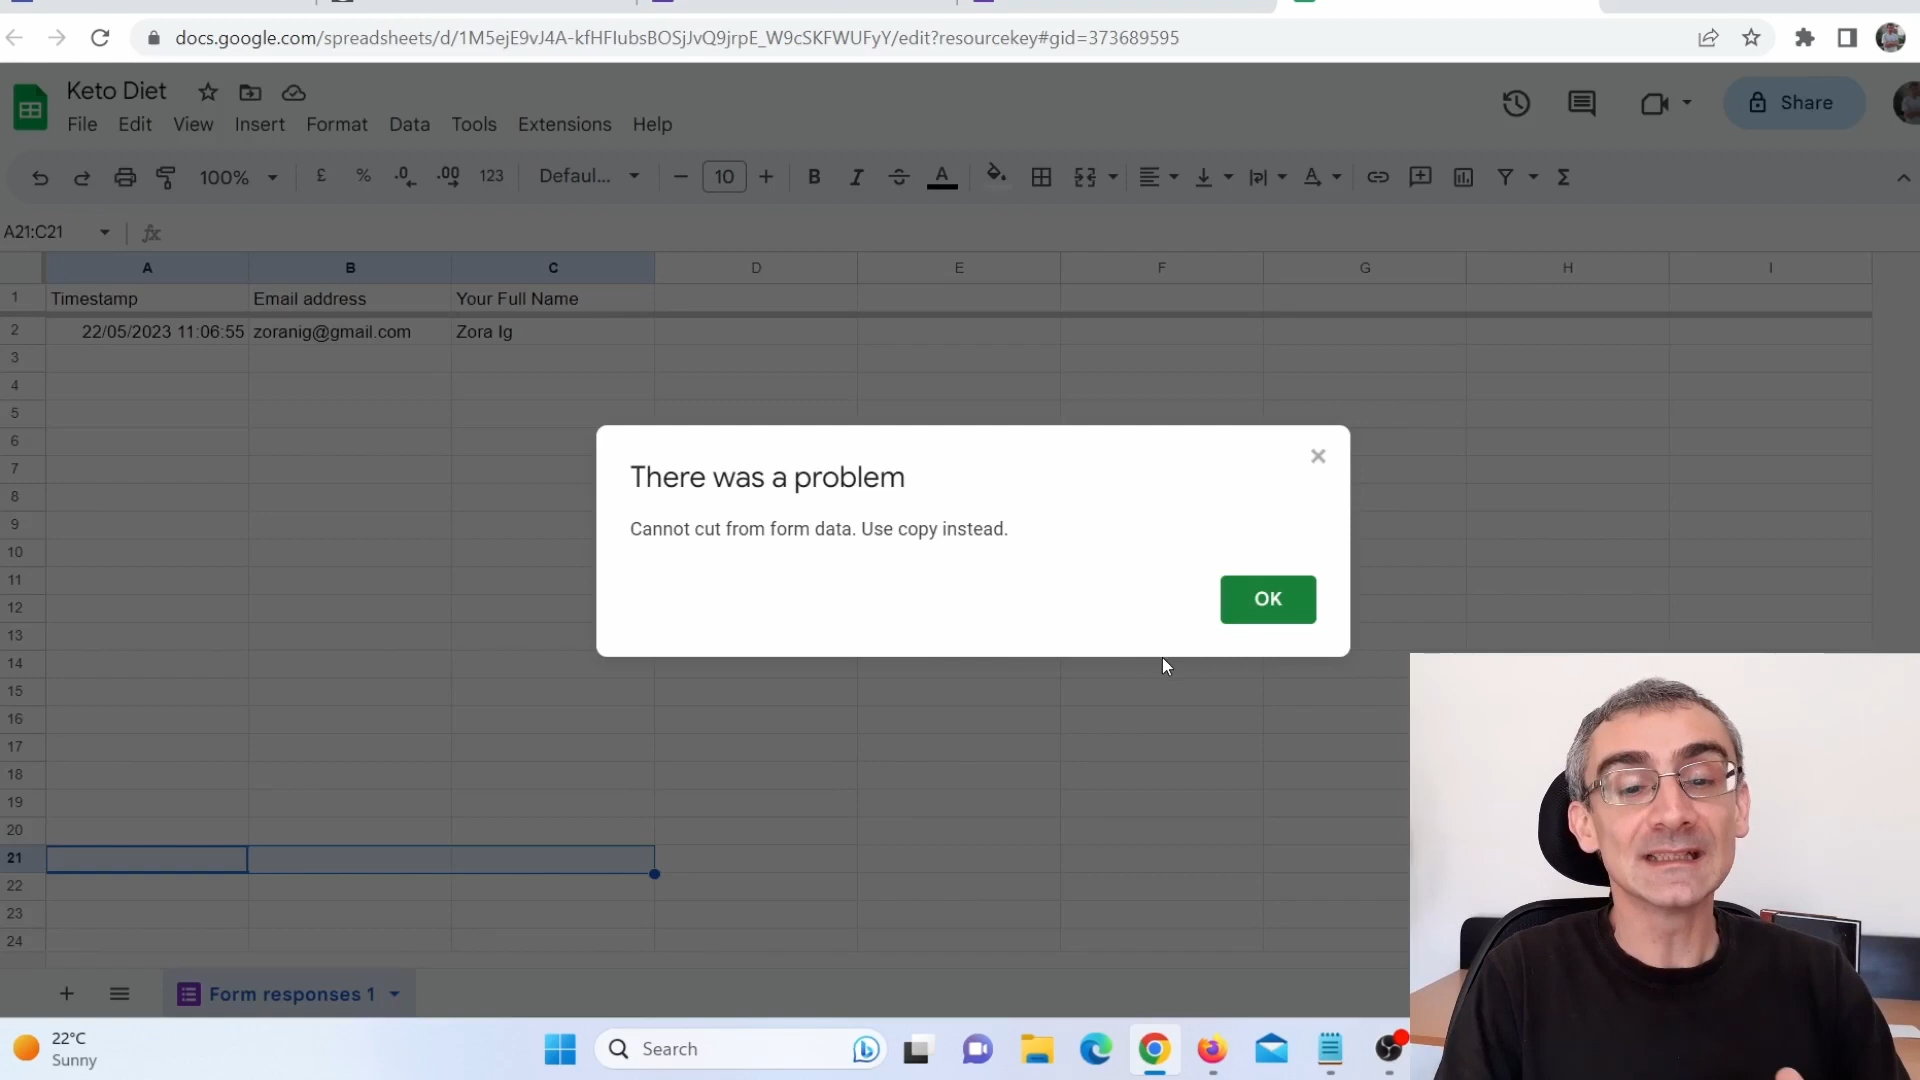 docs.google.com/spreadsheets/d/1M5ejE9vJ4A-kfHFIubsBOSjJvQ9jrpE_W9cSKFWUFyY/edit?resourcekey#gid=373689595
Keto Diet
File Edit View Insert Format Data Tools Extensions Help
Share
100% £ % .0 .00 123 Defaul... 10 B I A Σ
A21:C21 fx
A B C D E F G H I
1 Timestamp Email address Your Full Name
2 22/05/2023 11:06:55 zoranig@gmail.com Zora Ig
3
4
5
6
7
8
9
10
11
12
13
14
15
16
17
18
19
20
21
22
23
24
There was a problem
Cannot cut from form data. Use copy instead.
OK
Form responses 1
22°C
Sunny
Search